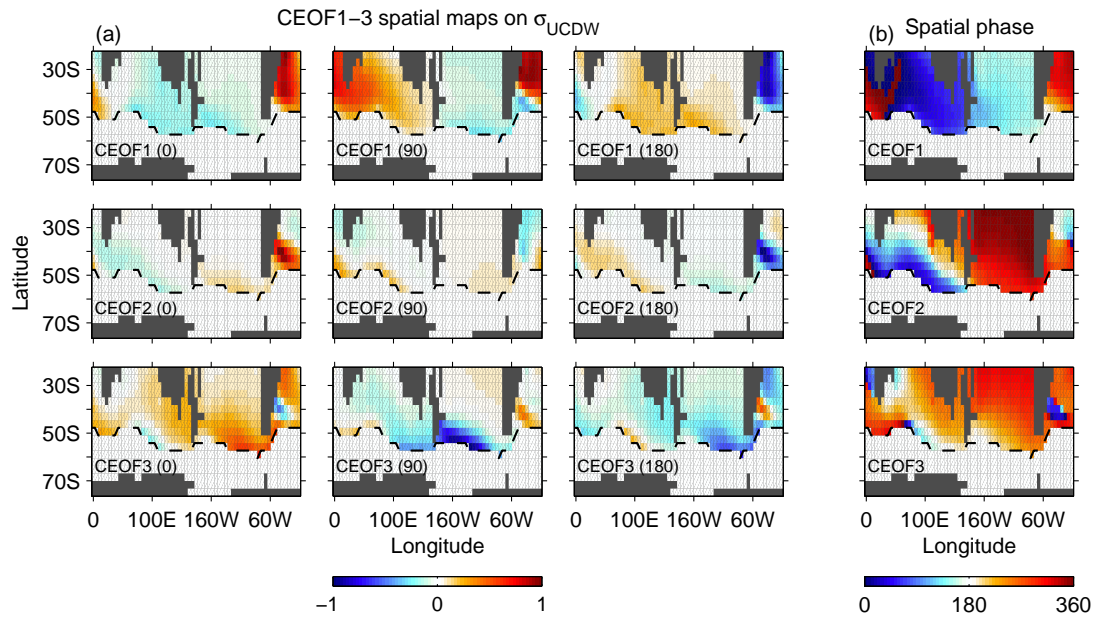 CEOF1−3 spatial maps on σUCDW
(a)
(b) Spatial phase
30S
50S
70S
CEOF1 (0)
CEOF1 (90)
CEOF1 (180)
CEOF1
Latitude
30S
50S
70S
CEOF2 (0)
CEOF2 (90)
CEOF2 (180)
CEOF2
30S
50S
70S
CEOF3 (0)
CEOF3 (90)
CEOF3 (180)
CEOF3
0 100E 160W 60W
0 100E 160W 60W
0 100E 160W 60W
0 100E 160W 60W
Longitude
Longitude
−1 0 1
0 180 360